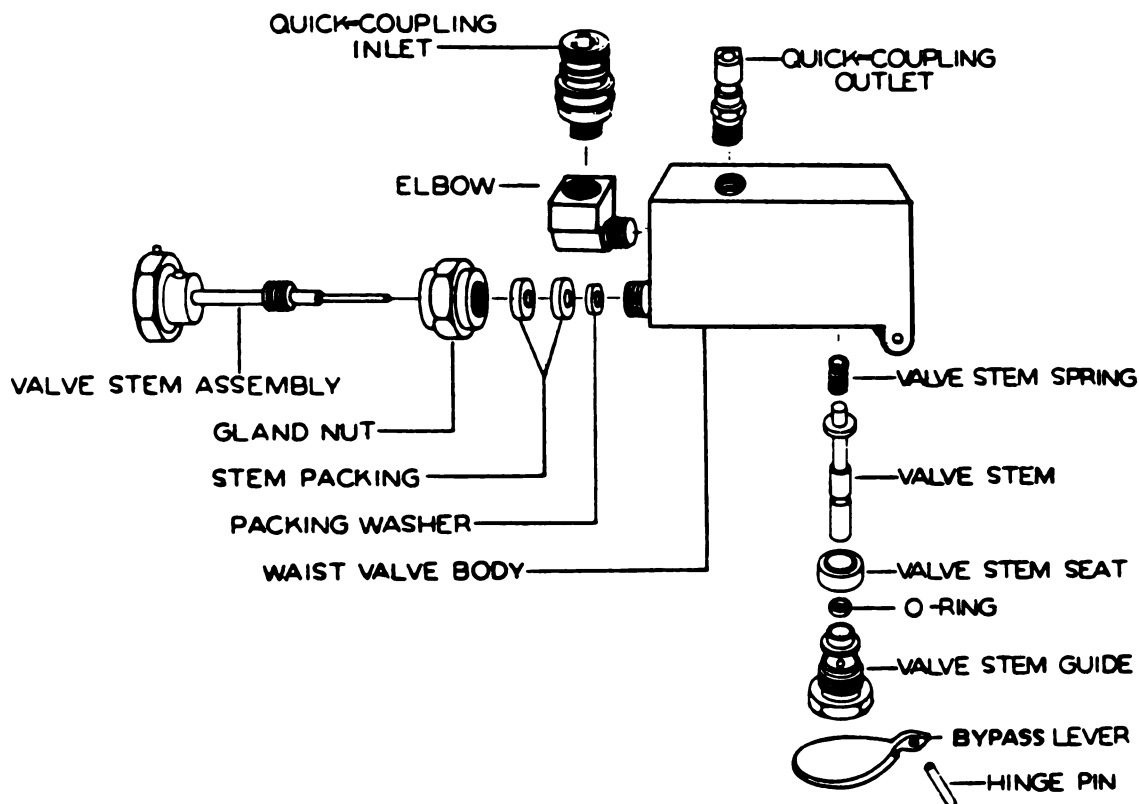 QUICK-COUPLING
INLET
QUICK-COUPLING
OUTLET
ELBOW
VALVE STEM ASSEMBLY
GLAND NUT
STEM PACKING
PACKING WASHER
WAIST VALVE BODY
VALVE STEM SPRING
VALVE STEM
VALVE STEM SEAT
O-RING
VALVE STEM GUIDE
BYPASS LEVER
HINGE PIN